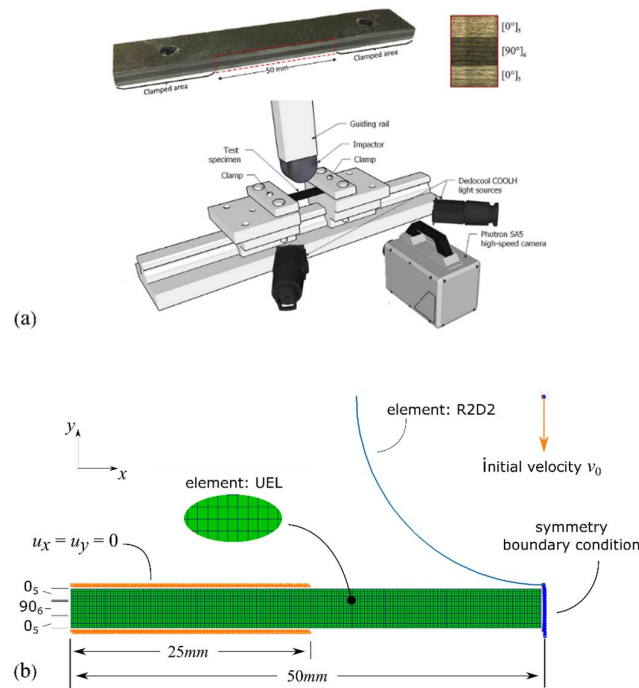 [0°]₅
[90°]₆
[0°]₅
50 mm
Clamped area
Clamped area
Guiding rail
Impactor
Test
specimen
Clamp
Clamp
Dedocool COOLH
light sources
Photron SA5
high-speed camera
(a)
y
x
element: R2D2
initial velocity v₀
element: UEL
symmetry
boundary condition
uₓ = uᵧ = 0
0₅
90₆
0₅
25mm
50mm
(b)